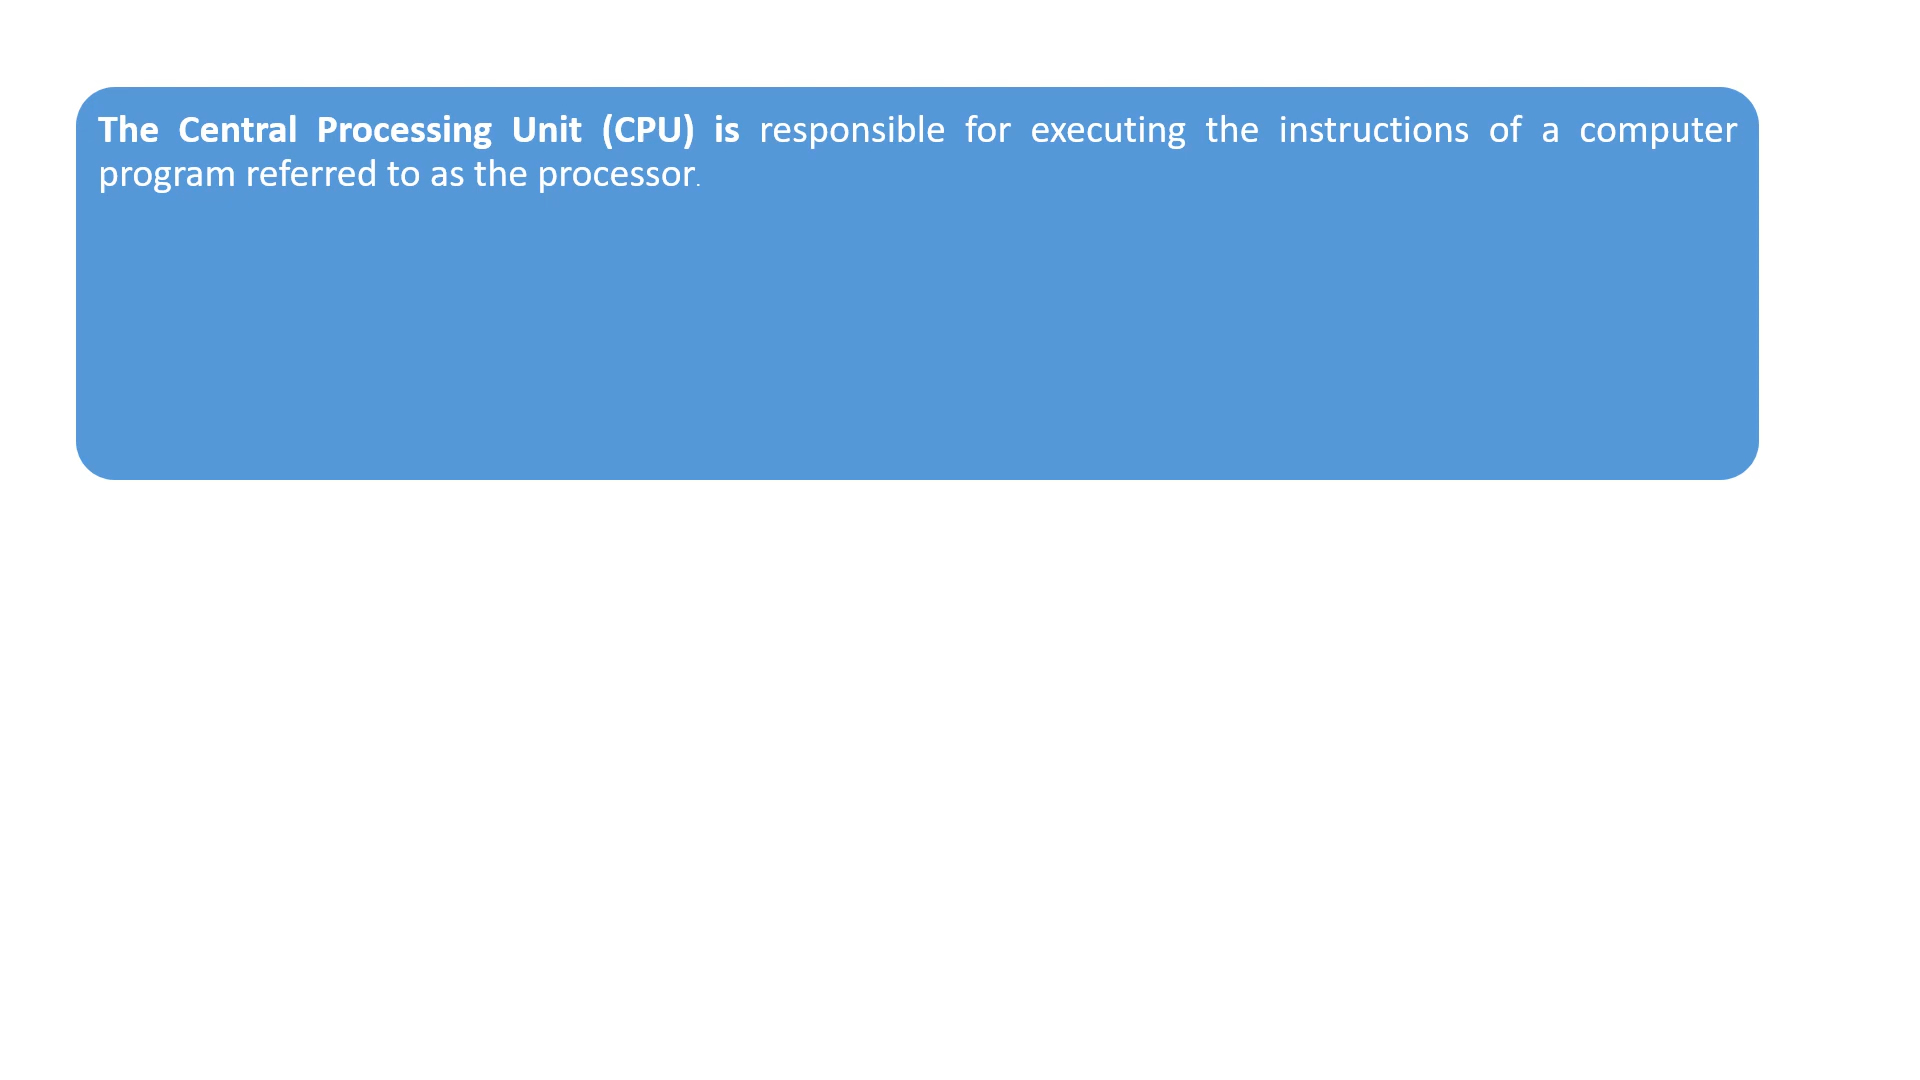 The Central Processing Unit (CPU) is responsible for executing the instructions of a computer
program referred to as the processor.